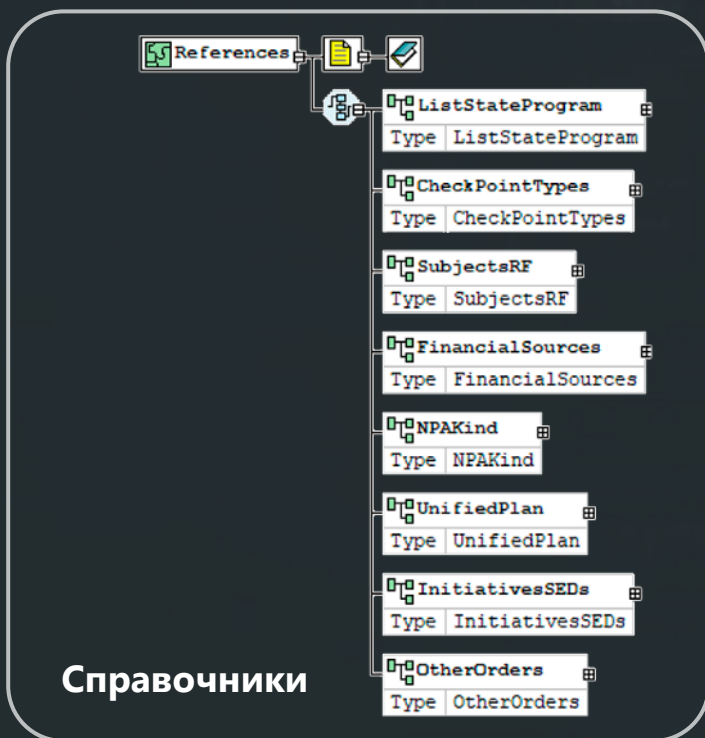 References
ListStateProgram
Type ListStateProgram
CheckPointTypes
Type CheckPointTypes
SubjectsRF
Type SubjectsRF
FinancialSources
Type FinancialSources
NPAKind
Type NPAKind
UnifiedPlan
Type UnifiedPlan
InitiativesSEDs
Type InitiativesSEDs
OtherOrders
Type OtherOrders
Справочники